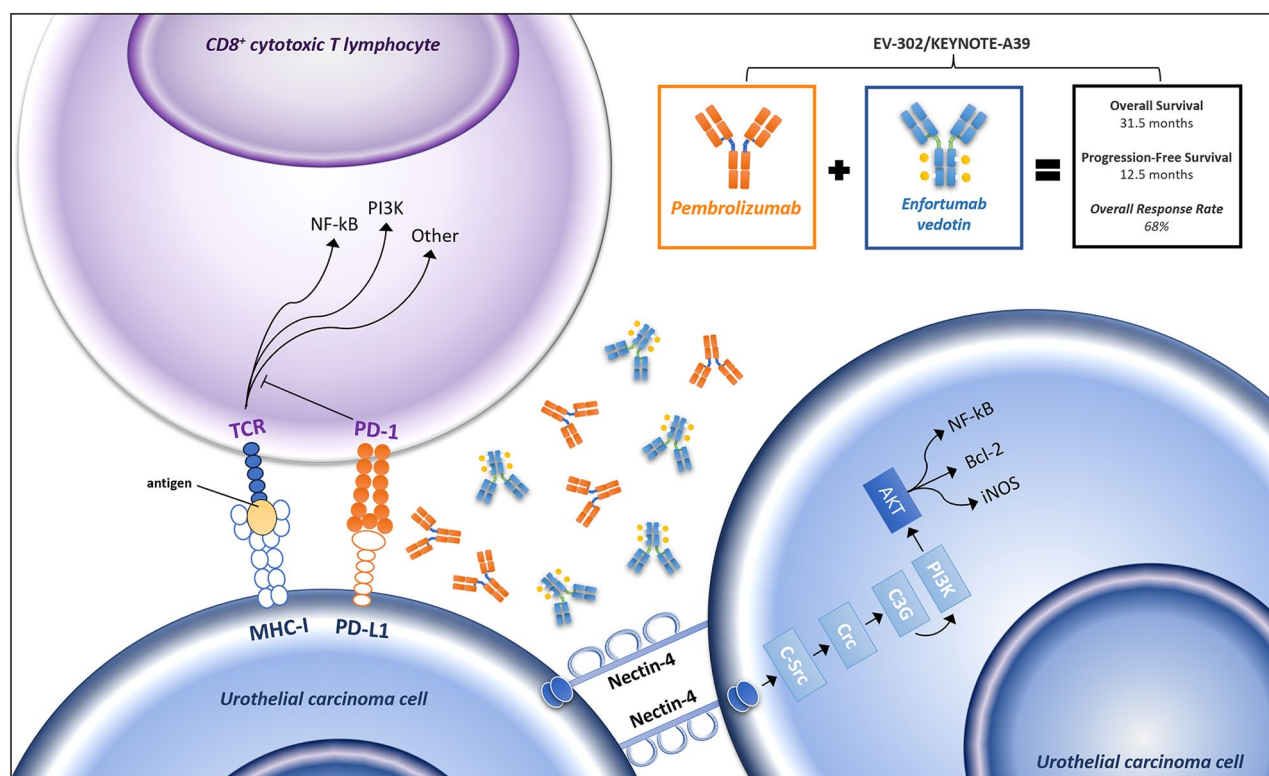 CD8⁺ cytotoxic T lymphocyte
EV-302/KEYNOTE-A39
Pembrolizumab
Enfortumab
vedotin
Overall Survival
31.5 months
Progression-Free Survival
12.5 months
Overall Response Rate
68%
NF-kB
PI3K
Other
TCR
PD-1
antigen
MHC-I
PD-L1
Urothelial carcinoma cell
Nectin-4
Nectin-4
C-Src
Crc
C3G
PI3K
AKT
NF-kB
Bcl-2
iNOS
Urothelial carcinoma cell